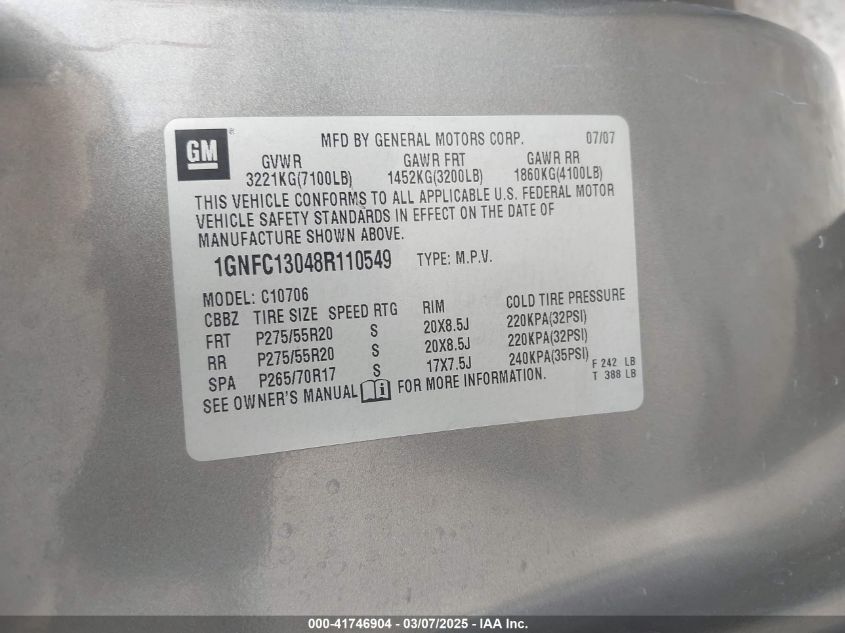 GM
MFD BY GENERAL MOTORS CORP. 07/07
GVWR GAWR FRT GAWR RR
3221KG(7100LB) 1452KG(3200LB) 1860KG(4100LB)
THIS VEHICLE CONFORMS TO ALL APPLICABLE U.S. FEDERAL MOTOR
VEHICLE SAFETY STANDARDS IN EFFECT ON THE DATE OF
MANUFACTURE SHOWN ABOVE.
1GNFC13048R110549 TYPE: M.P.V.
MODEL: C10706
CBBZ TIRE SIZE SPEED RTG RIM COLD TIRE PRESSURE
FRT P275/55R20 S 20X8.5J 220KPA(32PSI)
RR P275/55R20 S 20X8.5J 220KPA(32PSI)
SPA P265/70R17 S 17X7.5J 240KPA(35PSI)
F 242 LB
T 388 LB
SEE OWNER'S MANUAL i FOR MORE INFORMATION.
000-41746904 - 03/07/2025 - IAA Inc.